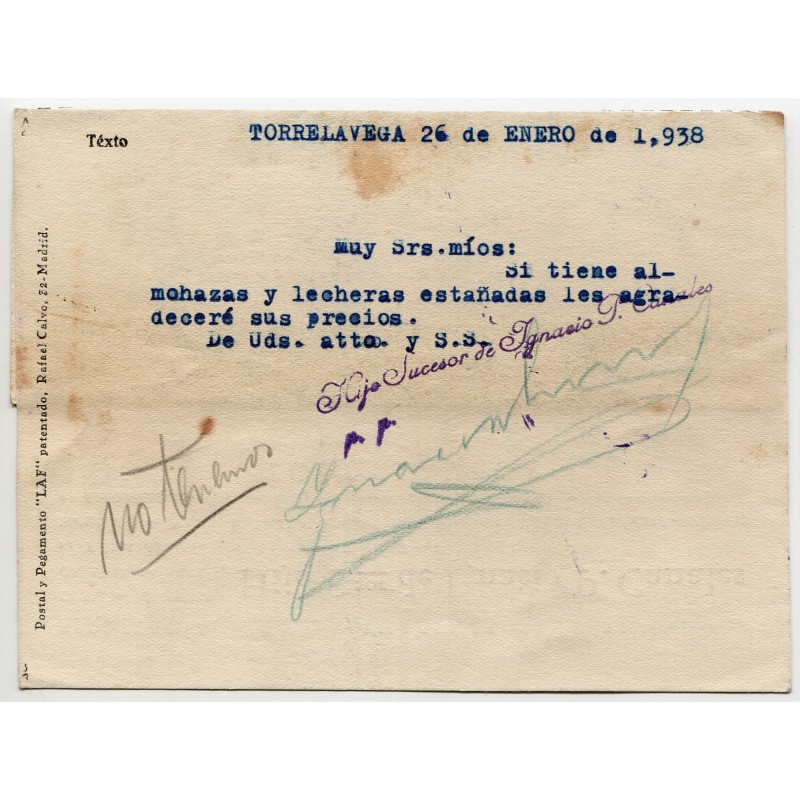 Téxto
TORRELAVEGA 26 de ENERO de 1,938
Muy Srs.míos:
Si tiene al-
mohazas y lecheras estañadas les agra-
deceré sus precios.
De Uds. atto. y S.S.
Hijo Sucesor de Ignacio P. Canales
p. p.
no tenemos
Postal y Pegamento "LAF" patentado, Rafael Calvo, 22-Madrid.